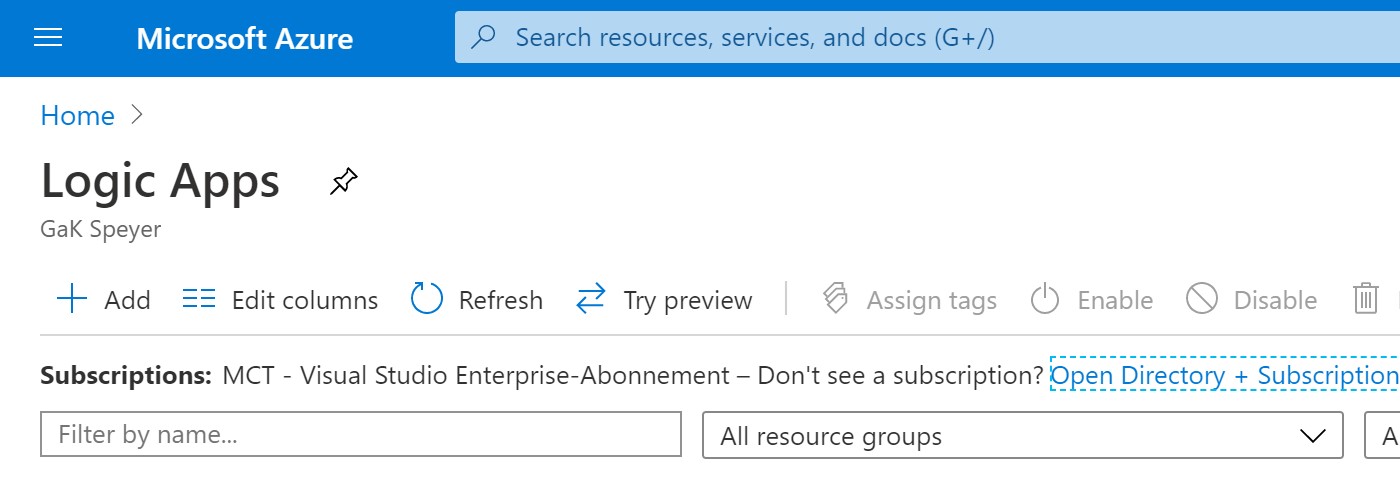 Microsoft Azure Search resources, services, and docs (G+/)
Home
Logic Apps
GaK Speyer
Add Edit columns Refresh Try preview Assign tags Enable Disable
Subscriptions: MCT - Visual Studio Enterprise-Abonnement – Don't see a subscription? Open Directory + Subscription
Filter by name... All resource groups A